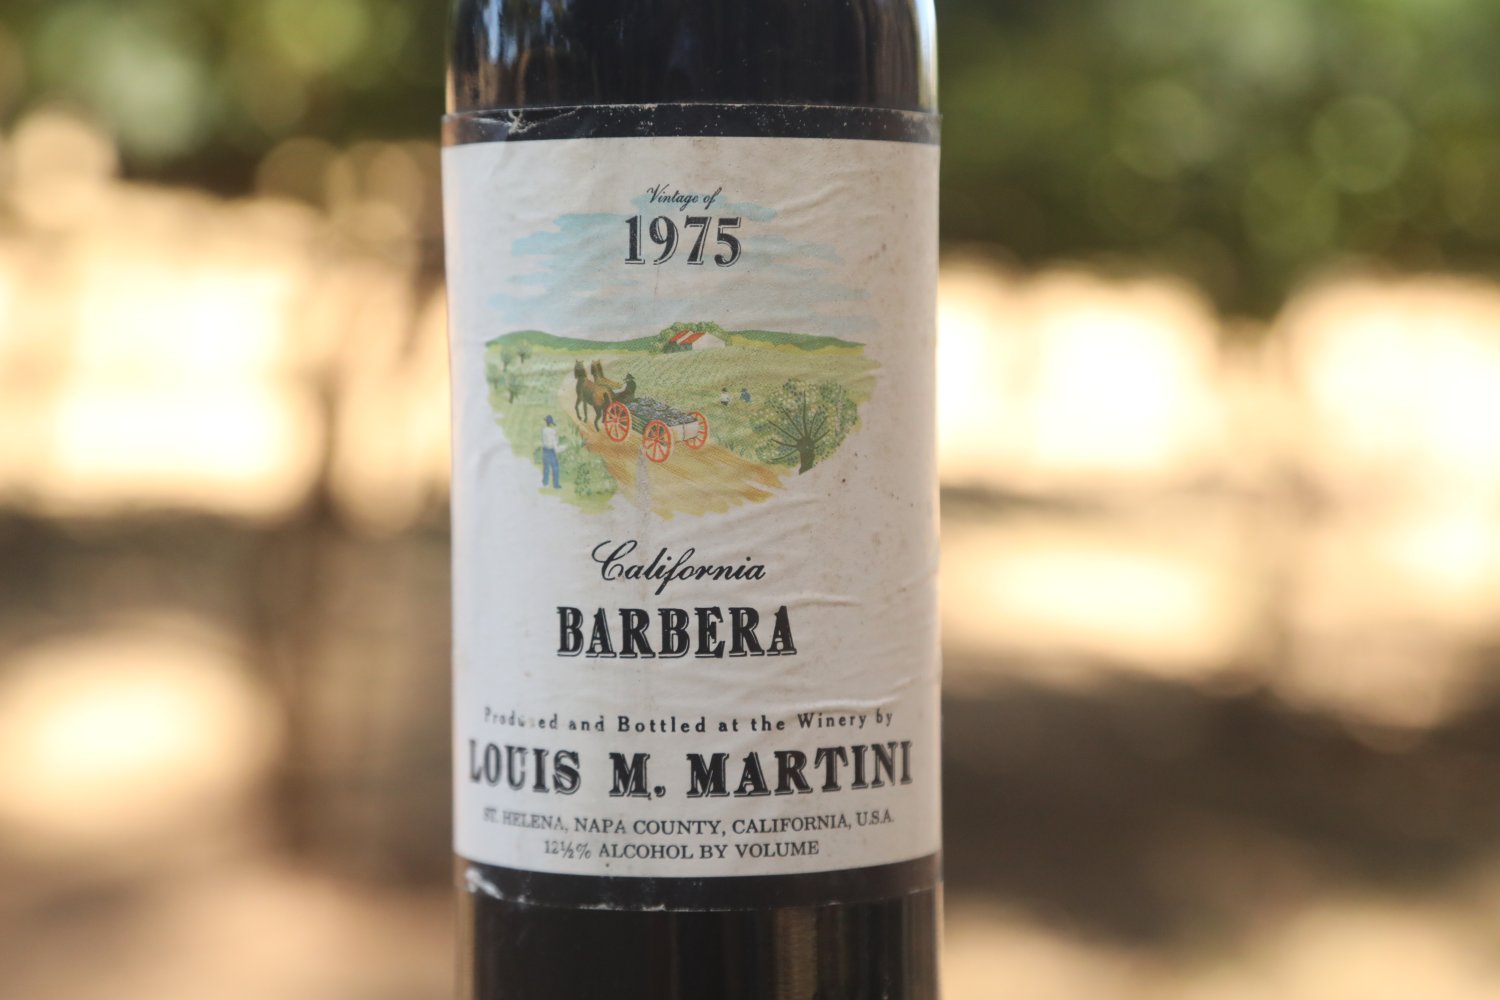 Vintage of
1975
California
BARBERA
Produced and Bottled at the Winery by
LOUIS M. MARTINI
ST. HELENA, NAPA COUNTY, CALIFORNIA, U.S.A.
12½% ALCOHOL BY VOLUME